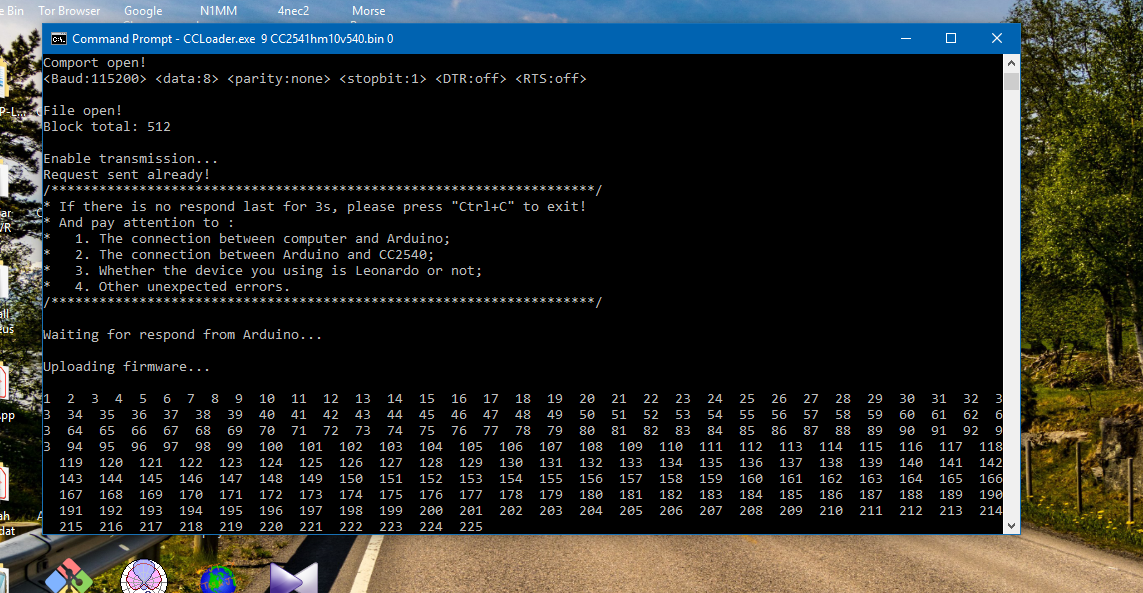 e Bin Tor Browser Google N1MM 4nec2 Morse
Command Prompt - CCLoader.exe 9 CC2541hm10v540.bin 0
Comport open!
<Baud:115200> <data:8> <parity:none> <stopbit:1> <DTR:off> <RTS:off>
File open!
Block total: 512
Enable transmission...
Request sent already!
/********************************************************************/
* If there is no respond last for 3s, please press "Ctrl+C" to exit!
* And pay attention to :
*   1. The connection between computer and Arduino;
*   2. The connection between Arduino and CC2540;
*   3. Whether the device you using is Leonardo or not;
*   4. Other unexpected errors.
/********************************************************************/
Waiting for respond from Arduino...
Uploading firmware...
1  2  3  4  5  6  7  8  9  10  11  12  13  14  15  16  17  18  19  20  21  22  23  24  25  26  27  28  29  30  31  32  3
3  34  35  36  37  38  39  40  41  42  43  44  45  46  47  48  49  50  51  52  53  54  55  56  57  58  59  60  61  62  6
3  64  65  66  67  68  69  70  71  72  73  74  75  76  77  78  79  80  81  82  83  84  85  86  87  88  89  90  91  92  9
3  94  95  96  97  98  99  100  101  102  103  104  105  106  107  108  109  110  111  112  113  114  115  116  117  118
119  120  121  122  123  124  125  126  127  128  129  130  131  132  133  134  135  136  137  138  139  140  141  142
143  144  145  146  147  148  149  150  151  152  153  154  155  156  157  158  159  160  161  162  163  164  165  166
167  168  169  170  171  172  173  174  175  176  177  178  179  180  181  182  183  184  185  186  187  188  189  190
191  192  193  194  195  196  197  198  199  200  201  202  203  204  205  206  207  208  209  210  211  212  213  214
215  216  217  218  219  220  221  222  223  224  225